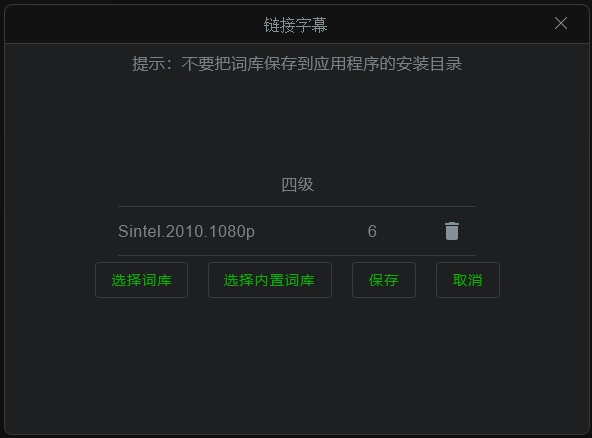 链接字幕
提示：不要把词库保存到应用程序的安装目录
四级
Sintel.2010.1080p 6
选择词库 选择内置词库 保存 取消